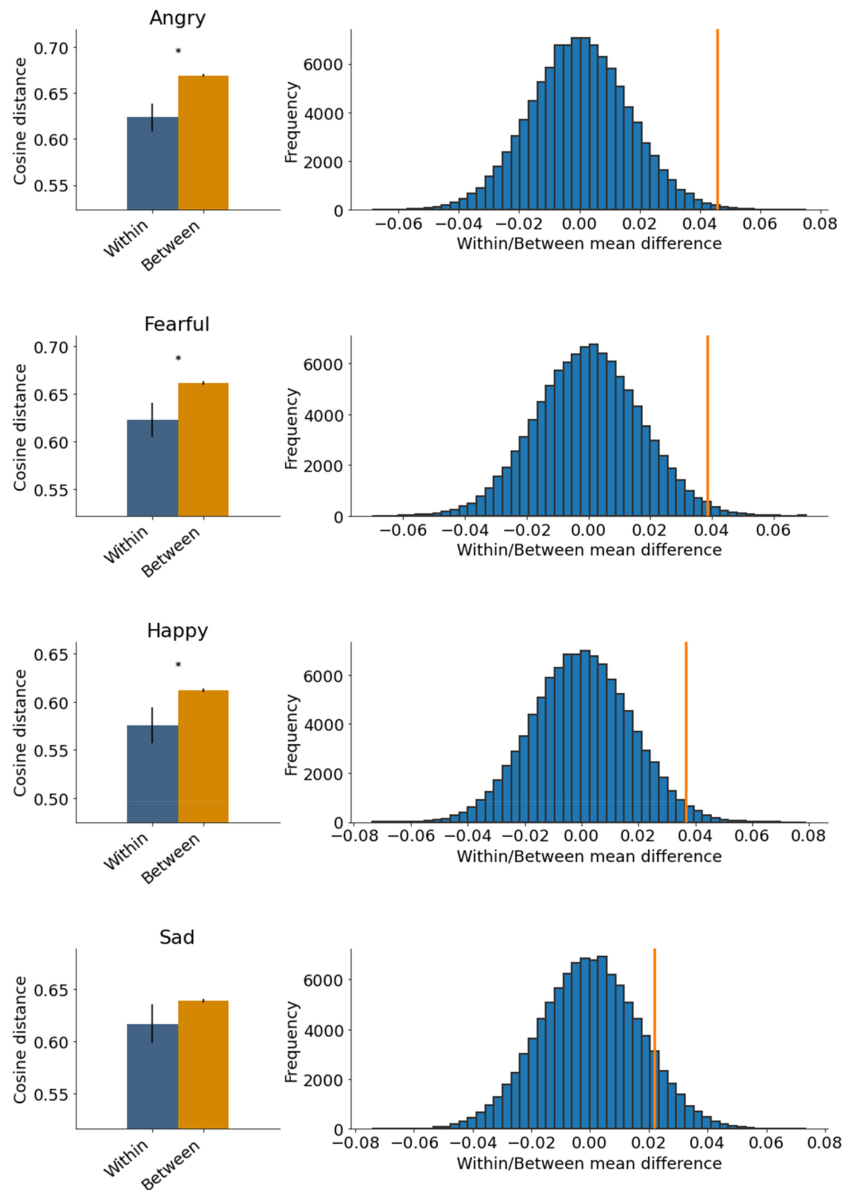 Angry
*
Cosine distance
0.70
0.65
0.60
0.55
Within
Between
Frequency
6000
4000
2000
0
−0.06 −0.04 −0.02 0.00 0.02 0.04 0.06 0.08
Within/Between mean difference
Fearful
*
Cosine distance
0.70
0.65
0.60
0.55
Within
Between
Frequency
6000
4000
2000
0
−0.06 −0.04 −0.02 0.00 0.02 0.04 0.06
Within/Between mean difference
Happy
*
Cosine distance
0.65
0.60
0.55
0.50
Within
Between
Frequency
6000
4000
2000
0
−0.08 −0.06 −0.04 −0.02 0.00 0.02 0.04 0.06 0.08
Within/Between mean difference
Sad
Cosine distance
0.65
0.60
0.55
Within
Between
Frequency
6000
4000
2000
0
−0.08 −0.06 −0.04 −0.02 0.00 0.02 0.04 0.06 0.08
Within/Between mean difference